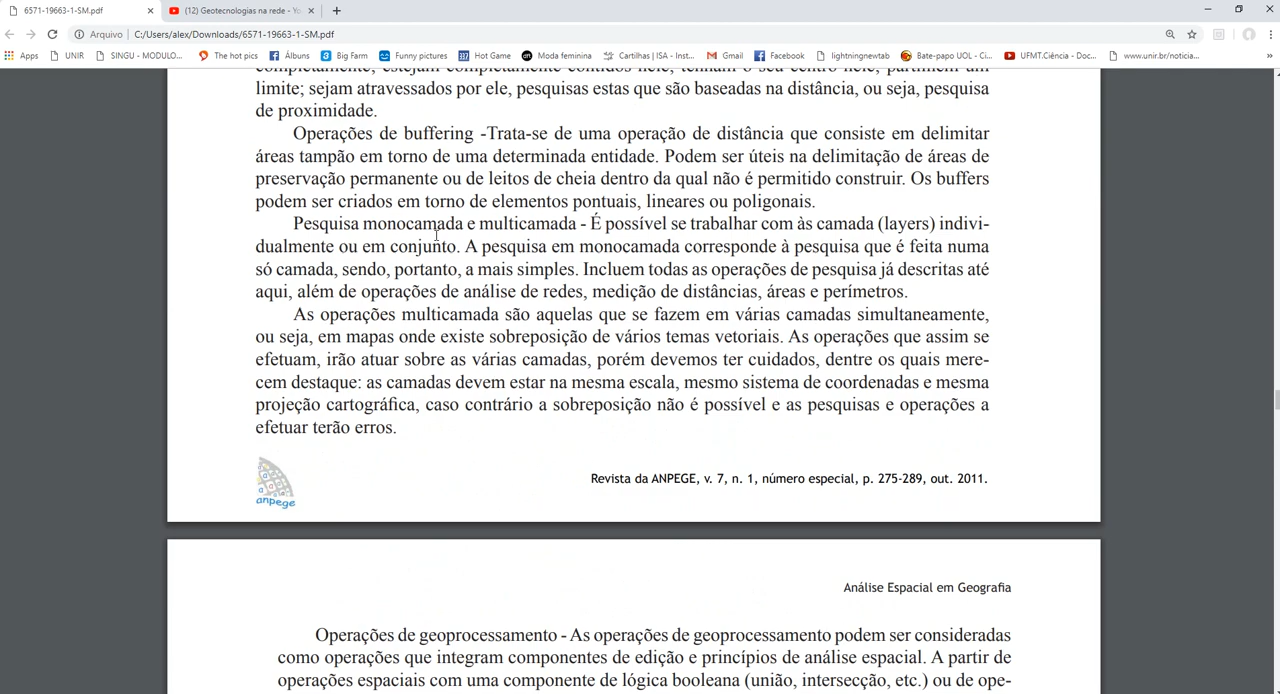 6571-19663-1-SM.pdf
(12) Geotecnologias na rede - Yo
Arquivo
C:/Users/alex/Downloads/6571-19663-1-SM.pdf
Apps
UNIR
SINGU - MODULO...
The hot pics
Álbuns
Big Farm
Funny pictures
Hot Game
Moda feminina
Cartilhas | ISA – Inst...
Gmail
Facebook
lightningnewtab
Bate-papo UOL - Ci...
UFMT.Ciência - Doc...
www.unir.br/noticia...
completamente, estejam completamente contidos nele, tenham o seu centro nele, partilhem um
limite; sejam atravessados por ele, pesquisas estas que são baseadas na distância, ou seja, pesquisa
de proximidade.
Operações de buffering -Trata-se de uma operação de distância que consiste em delimitar
áreas tampão em torno de uma determinada entidade. Podem ser úteis na delimitação de áreas de
preservação permanente ou de leitos de cheia dentro da qual não é permitido construir. Os buffers
podem ser criados em torno de elementos pontuais, lineares ou poligonais.
Pesquisa monocamada e multicamada - É possível se trabalhar com às camada (layers) indivi-
dualmente ou em conjunto. A pesquisa em monocamada corresponde à pesquisa que é feita numa
só camada, sendo, portanto, a mais simples. Incluem todas as operações de pesquisa já descritas até
aqui, além de operações de análise de redes, medição de distâncias, áreas e perímetros.
As operações multicamada são aquelas que se fazem em várias camadas simultaneamente,
ou seja, em mapas onde existe sobreposição de vários temas vetoriais. As operações que assim se
efetuam, irão atuar sobre as várias camadas, porém devemos ter cuidados, dentre os quais mere-
cem destaque: as camadas devem estar na mesma escala, mesmo sistema de coordenadas e mesma
projeção cartográfica, caso contrário a sobreposição não é possível e as pesquisas e operações a
efetuar terão erros.
anpege
Revista da ANPEGE, v. 7, n. 1, número especial, p. 275-289, out. 2011.
Análise Espacial em Geografia
Operações de geoprocessamento - As operações de geoprocessamento podem ser consideradas
como operações que integram componentes de edição e princípios de análise espacial. A partir de
operações espaciais com uma componente de lógica booleana (união, intersecção, etc.) ou de ope-